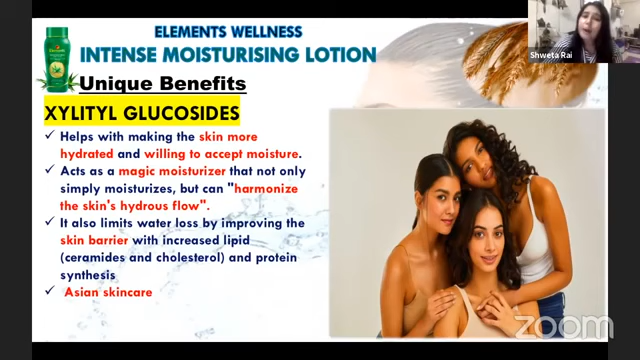 ELEMENTS WELLNESS
INTENSE MOISTURISING LOTION
Shweta Rai
Unique Benefits
XYLITYL GLUCOSIDES
✓ Helps with making the skin more
hydrated and willing to accept moisture.
✓ Acts as a magic moisturizer that not only
simply moisturizes, but can "harmonize
the skin's hydrous flow".
✓ It also limits water loss by improving the
skin barrier with increased lipid
(ceramides and cholesterol) and protein
synthesis
✓ Asian skincare
zoom